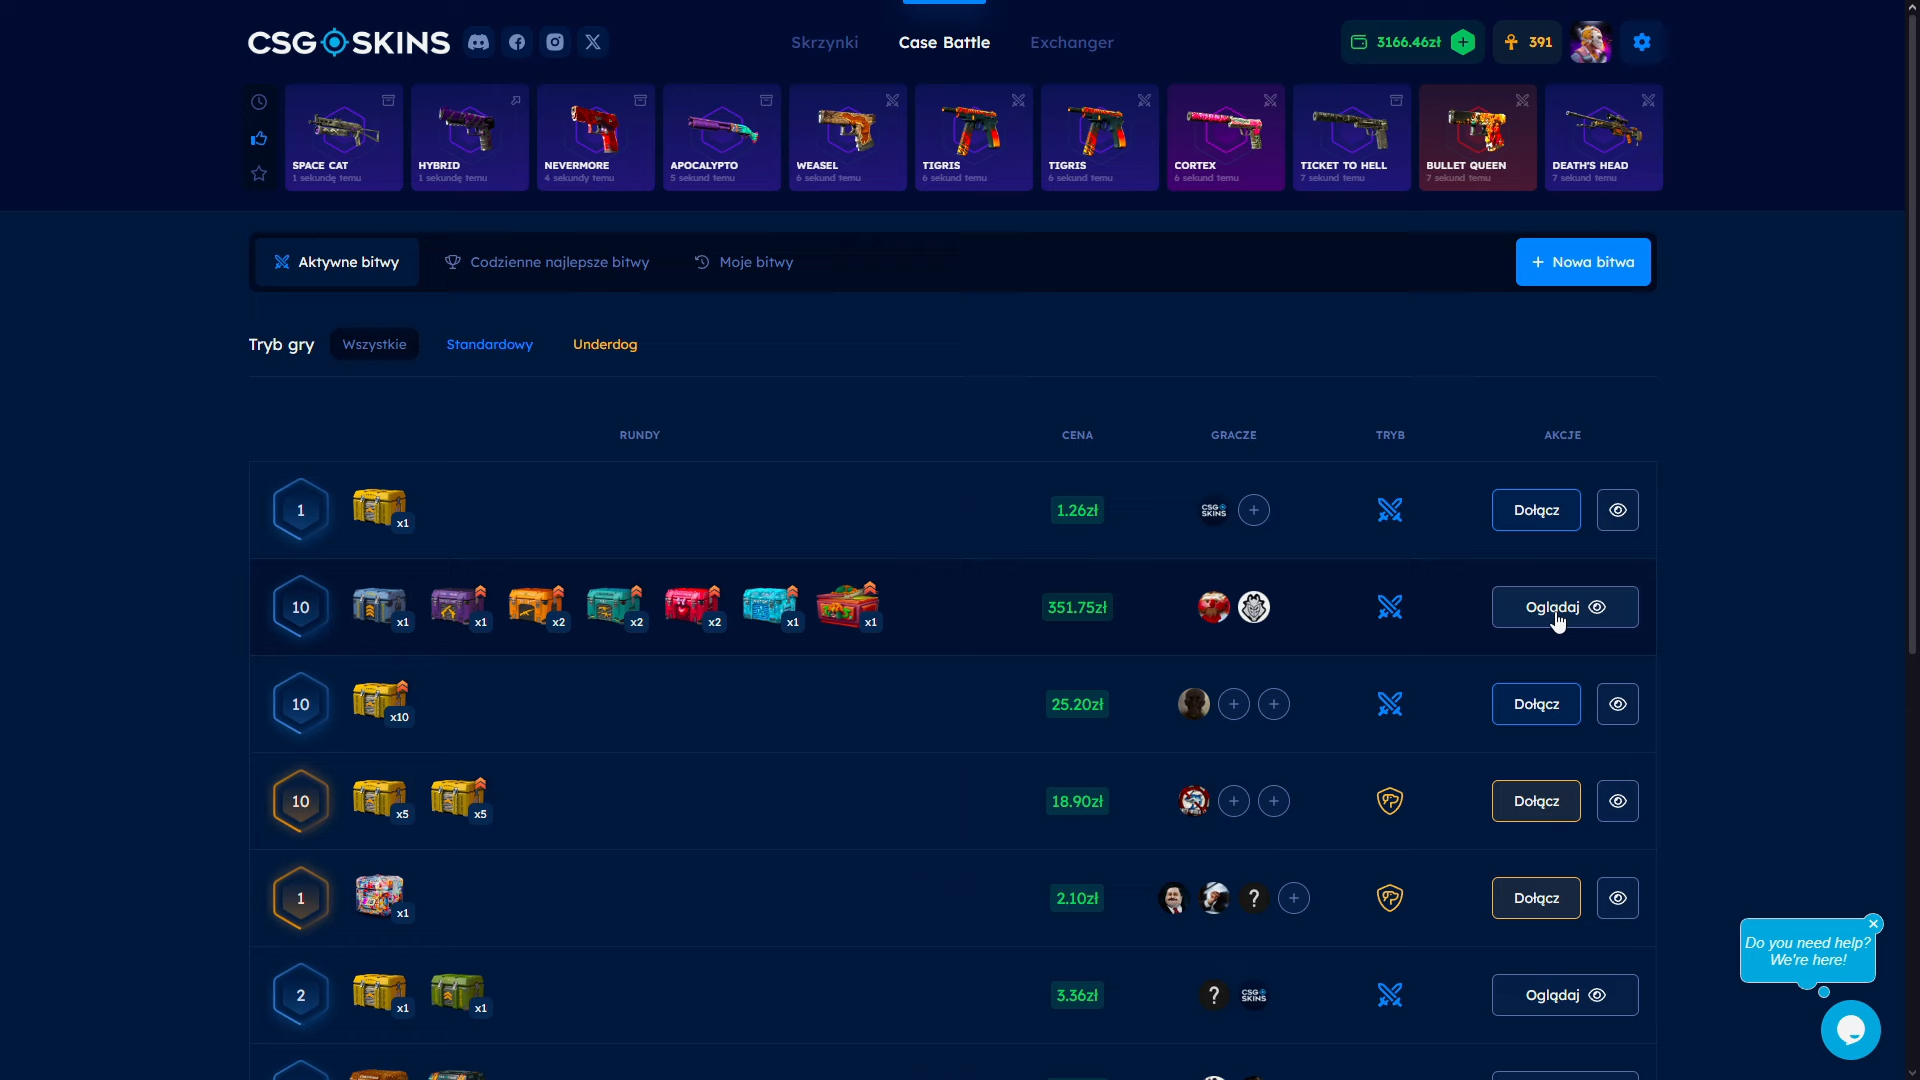 CSG SKINS
Skrzynki
Case Battle
Exchanger
3166.46zł
391
SPACE CAT
1 sekundę temu
HYBRID
1 sekundę temu
NEVERMORE
4 sekundy temu
APOCALYPTO
5 sekund temu
WEASEL
6 sekund temu
TIGRIS
6 sekund temu
TIGRIS
6 sekund temu
CORTEX
6 sekund temu
TICKET TO HELL
7 sekund temu
BULLET QUEEN
7 sekund temu
DEATH'S HEAD
7 sekund temu
Aktywne bitwy
Codzienne najlepsze bitwy
Moje bitwy
+ Nowa bitwa
Tryb gry
Wszystkie
Standardowy
Underdog
RUNDY CENA GRACZE TRYB AKCJE
1 x1 1.26zł CSG SKINS + Dołącz
10 x1 x1 x2 x2 x2 x1 x1 351.75zł Oglądaj
10 x10 25.20zł + + Dołącz
10 x5 x5 18.90zł + + Dołącz
1 x1 2.10zł ? + Dołącz
2 x1 x1 3.36zł ? CSG SKINS Oglądaj
Do you need help?
We're here!